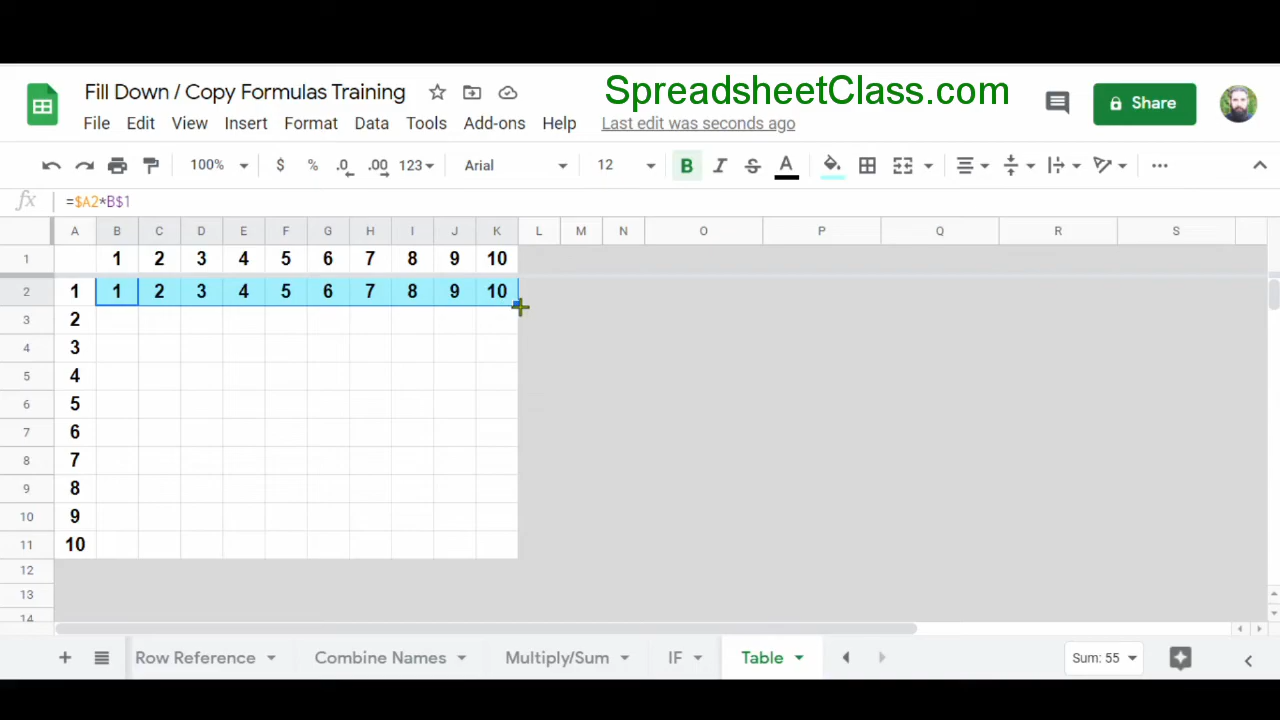 Fill Down / Copy Formulas Training
SpreadsheetClass.com
Share
File Edit View Insert Format Data Tools Add-ons Help Last edit was seconds ago
100% $ % .0 .00 123 Arial 12 B I S A
fx =$A2*B$1
A B C D E F G H I J K L M N O P Q R S
1 1 2 3 4 5 6 7 8 9 10
2 1 1 2 3 4 5 6 7 8 9 10
3 2
4 3
5 4
6 5
7 6
8 7
9 8
10 9
11 10
12
13
14
+ Row Reference Combine Names Multiply/Sum IF Table Sum: 55